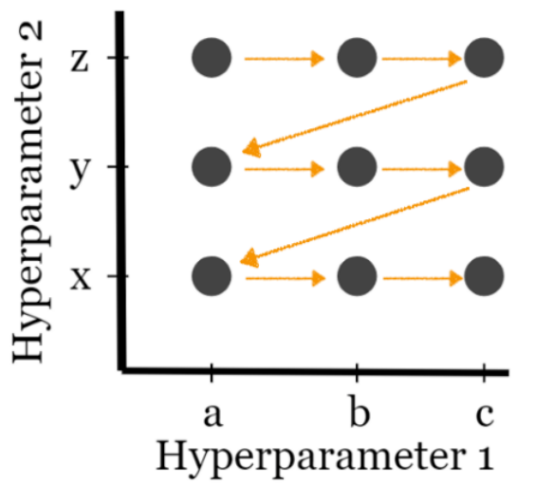 Hyperparameter 2
z
y
x
a b c
Hyperparameter 1